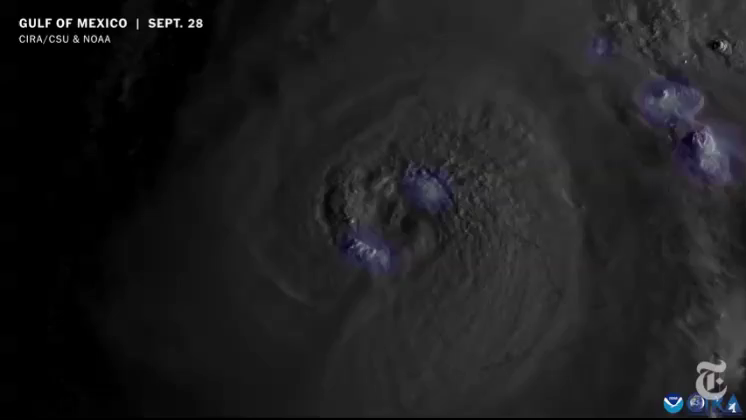 GULF OF MEXICO | SEPT. 28
CIRA/CSU & NOAA